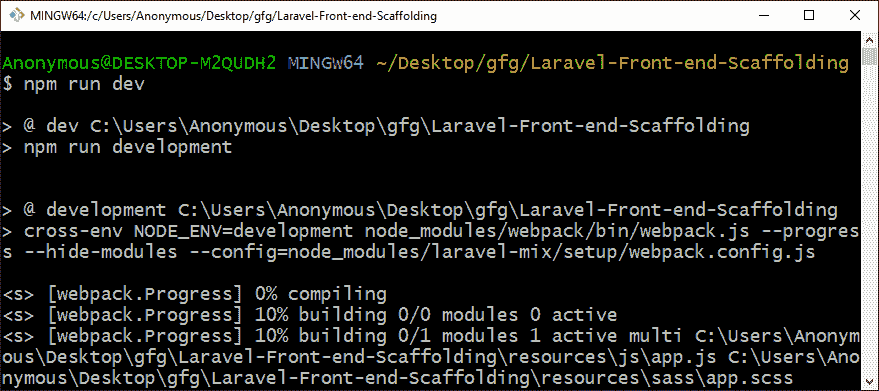 MINGW64:/c/Users/Anonymous/Desktop/gfg/Laravel-Front-end-Scaffolding
Anonymous@DESKTOP-M2QUDH2 MINGW64 ~/Desktop/gfg/Laravel-Front-end-Scaffolding
$ npm run dev
> @ dev C:\Users\Anonymous\Desktop\gfg\Laravel-Front-end-Scaffolding
> npm run development
> @ development C:\Users\Anonymous\Desktop\gfg\Laravel-Front-end-Scaffolding
> cross-env NODE_ENV=development node_modules/webpack/bin/webpack.js --progres
s --hide-modules --config=node_modules/laravel-mix/setup/webpack.config.js
<s> [webpack.Progress] 0% compiling
<s> [webpack.Progress] 10% building 0/0 modules 0 active
<s> [webpack.Progress] 10% building 0/1 modules 1 active multi C:\Users\Anonym
ous\Desktop\gfg\Laravel-Front-end-Scaffolding\resources\js\app.js C:\Users\Ano
nymous\Desktop\gfg\Laravel-Front-end-Scaffolding\resources\sass\app.scss